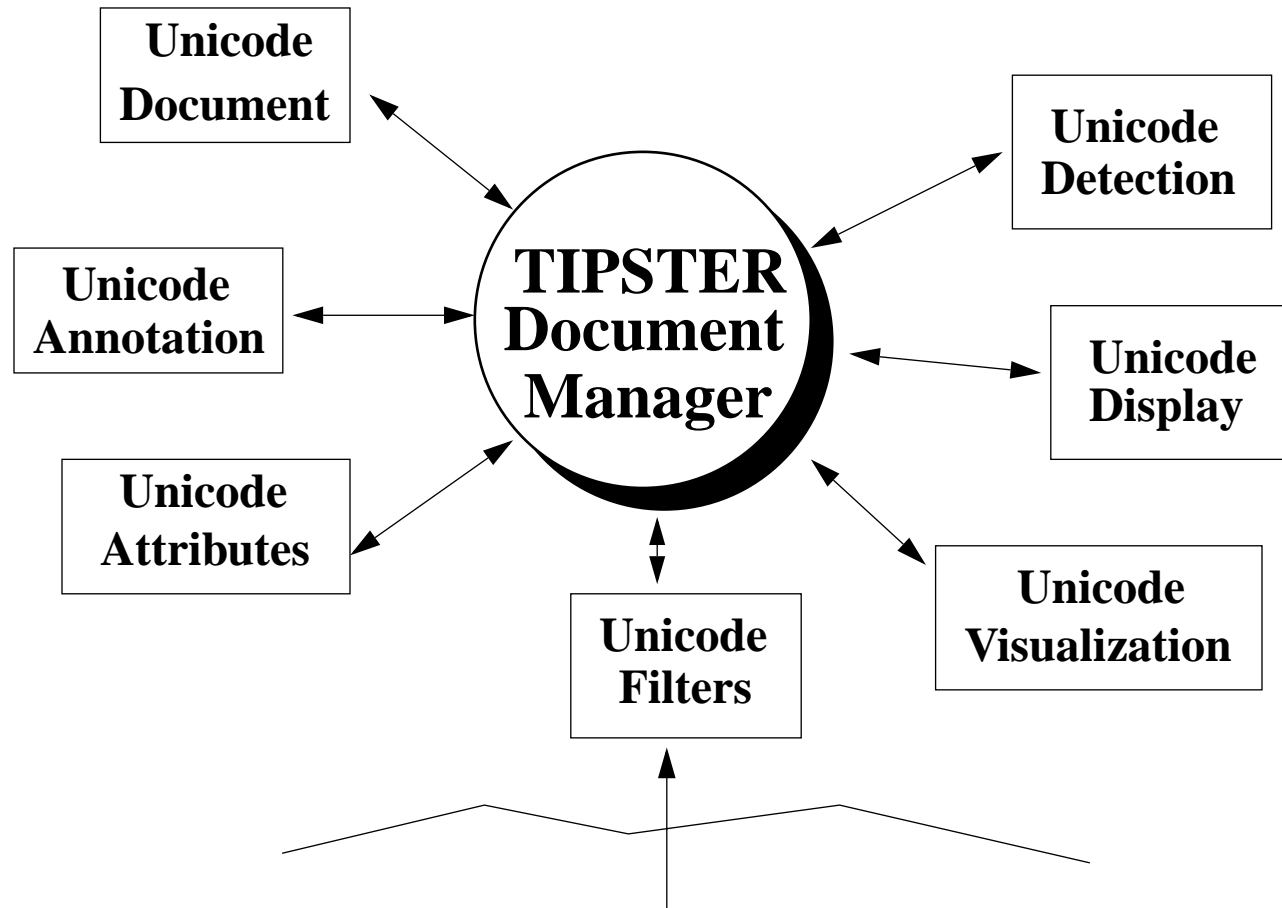 Unicode
Document
Unicode
Detection
TIPSTER
Document
Manager
Unicode
Annotation
Unicode
Display
Unicode
Attributes
Unicode
Visualization
Unicode
Filters